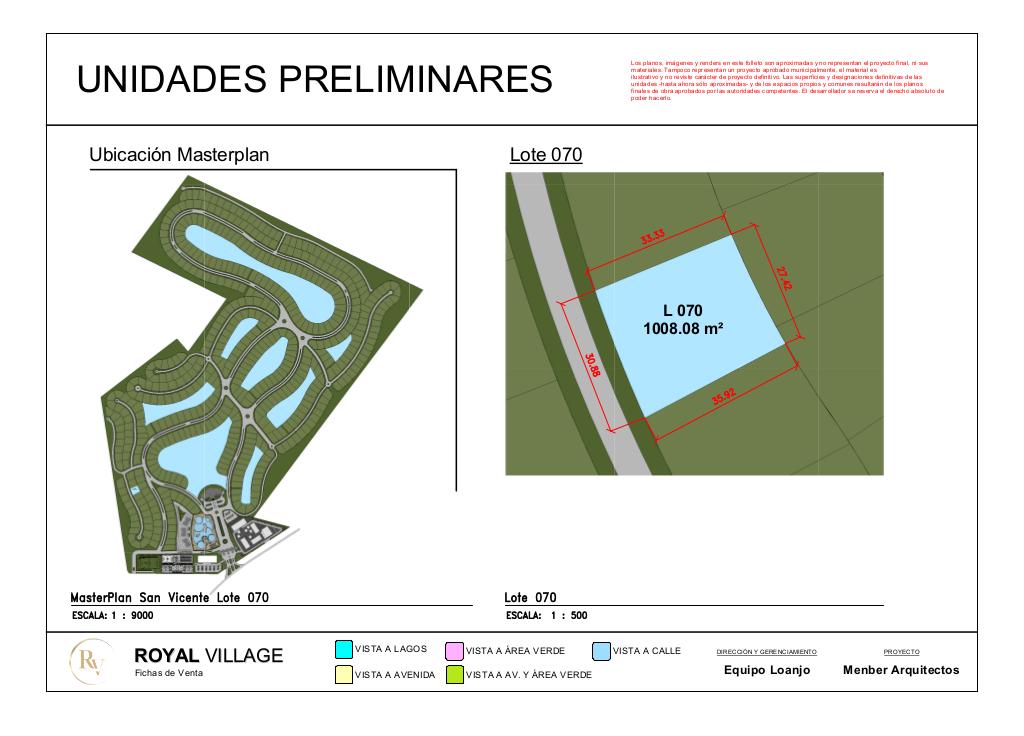 UNIDADES PRELIMINARES
Los planos, imágenes y renders en este folleto son aproximadas y no representan el proyecto final, ni sus
materiales. Tampoco representan un proyecto aprobado municipalmente, el material es
ilustrativo y no reviste carácter de proyecto definitivo. Las superficies y designaciones definitivas de las
unidades -hasta ahora sólo aproximadas- y de los espacios propios y comunes resultarán de los planos
finales de obra aprobados por las autoridades competentes. El desarrollador se reserva el derecho absoluto de
poder hacerlo.
Ubicación Masterplan
Lote 070
33.33
27.42
L 070
1008.08 m²
30.88
35.92
MasterPlan San Vicente Lote 070
ESCALA: 1 : 9000
Lote 070
ESCALA: 1 : 500
RV
ROYAL VILLAGE
Fichas de Venta
VISTA A LAGOS
VISTA A ÁREA VERDE
VISTA A CALLE
VISTA A AVENIDA
VISTA A AV. Y ÁREA VERDE
DIRECCIÓN Y GERENCIAMIENTO
Equipo Loanjo
PROYECTO
Menber Arquitectos